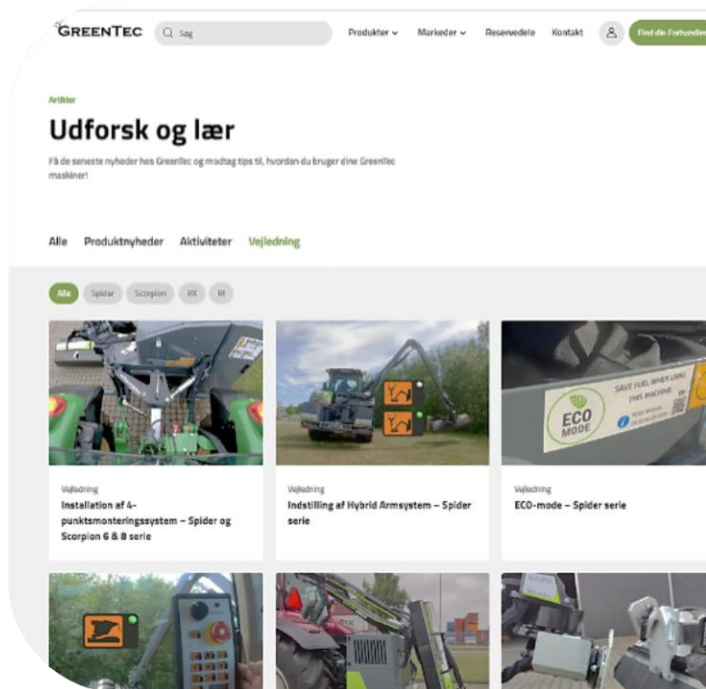 GREENTEC
Søg
Produkter
Markeder
Reservedele
Kontakt
Find din Forhandler
Artikler
Udforsk og lær
Få de seneste nyheder hos GreenTec og modtag tips til, hvordan du bruger dine GreenTec
maskiner!
Alle
Produktnyheder
Aktiviteter
Vejledning
Alle
Spider
Scorpion
RX
RI
SAVE FUEL WHEN USING
THIS MACHINE
ECO
MODE
Vejledning
Installation af 4-
punktsmonteringssystem – Spider og
Scorpion 6 & 8 serie
Vejledning
Indstilling af Hybrid Armsystem – Spider
serie
Vejledning
ECO-mode – Spider serie